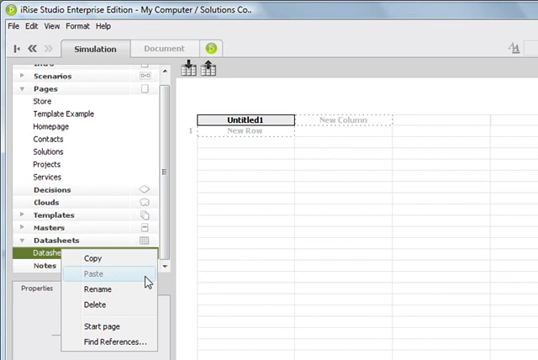 iRise Studio Enterprise Edition - My Computer / Solutions Co..
File Edit View Format Help
Simulation Document
Scenarios
Pages
Store
Template Example
Homepage
Contacts
Solutions
Projects
Services
Decisions
Clouds
Templates
Masters
Datasheets
Notes
Properties
Copy
Paste
Rename
Delete
Start page
Find References...
Untitled1 New Column
1 New Row